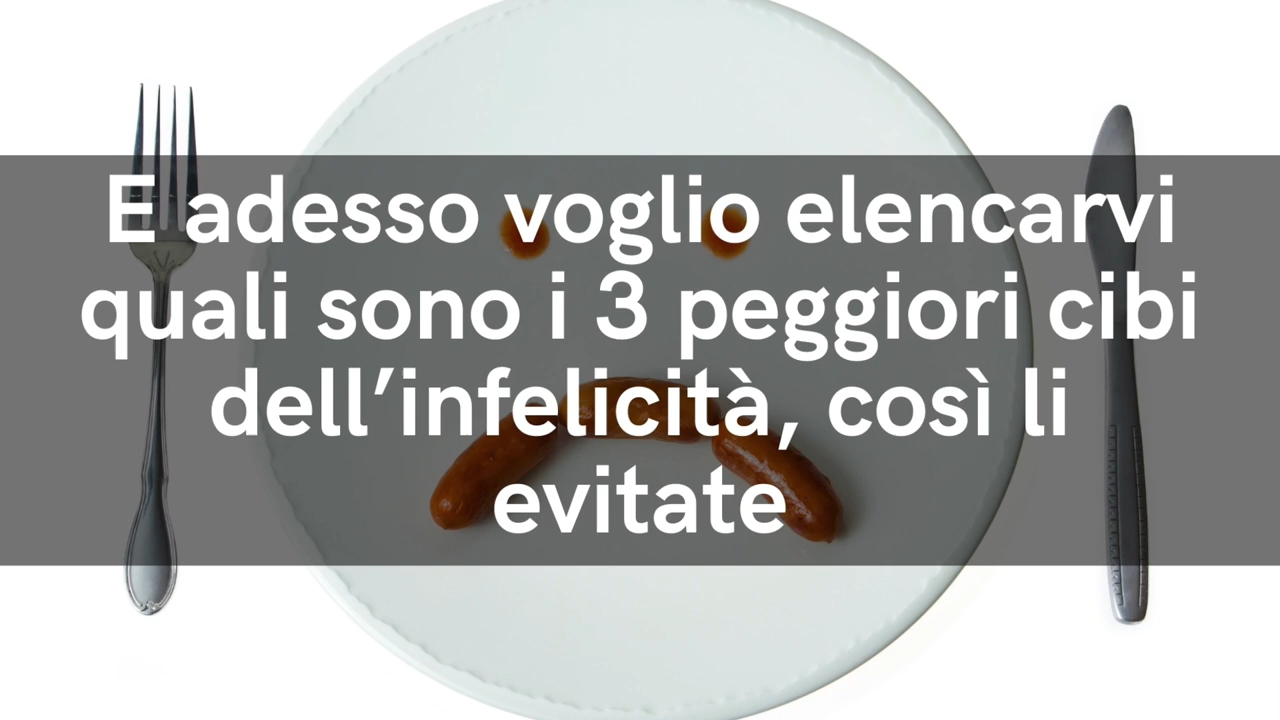 E adesso voglio elencarvi
quali sono i 3 peggiori cibi
dell’infelicità, così li
evitate